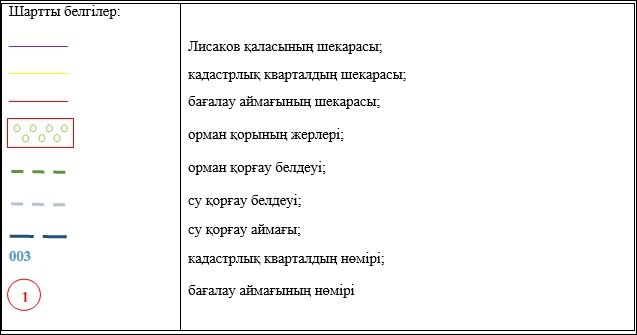 Шартты белгілер:
Лисаков қаласының шекарасы;
кадастрлық кварталдың шекарасы;
бағалау аймағының шекарасы;
орман қорының жерлері;
орман қорғау белдеуі;
су қорғау белдеуі;
су қорғау аймағы;
003 кадастрлық кварталдың нөмірі;
1 бағалау аймағының нөмірі